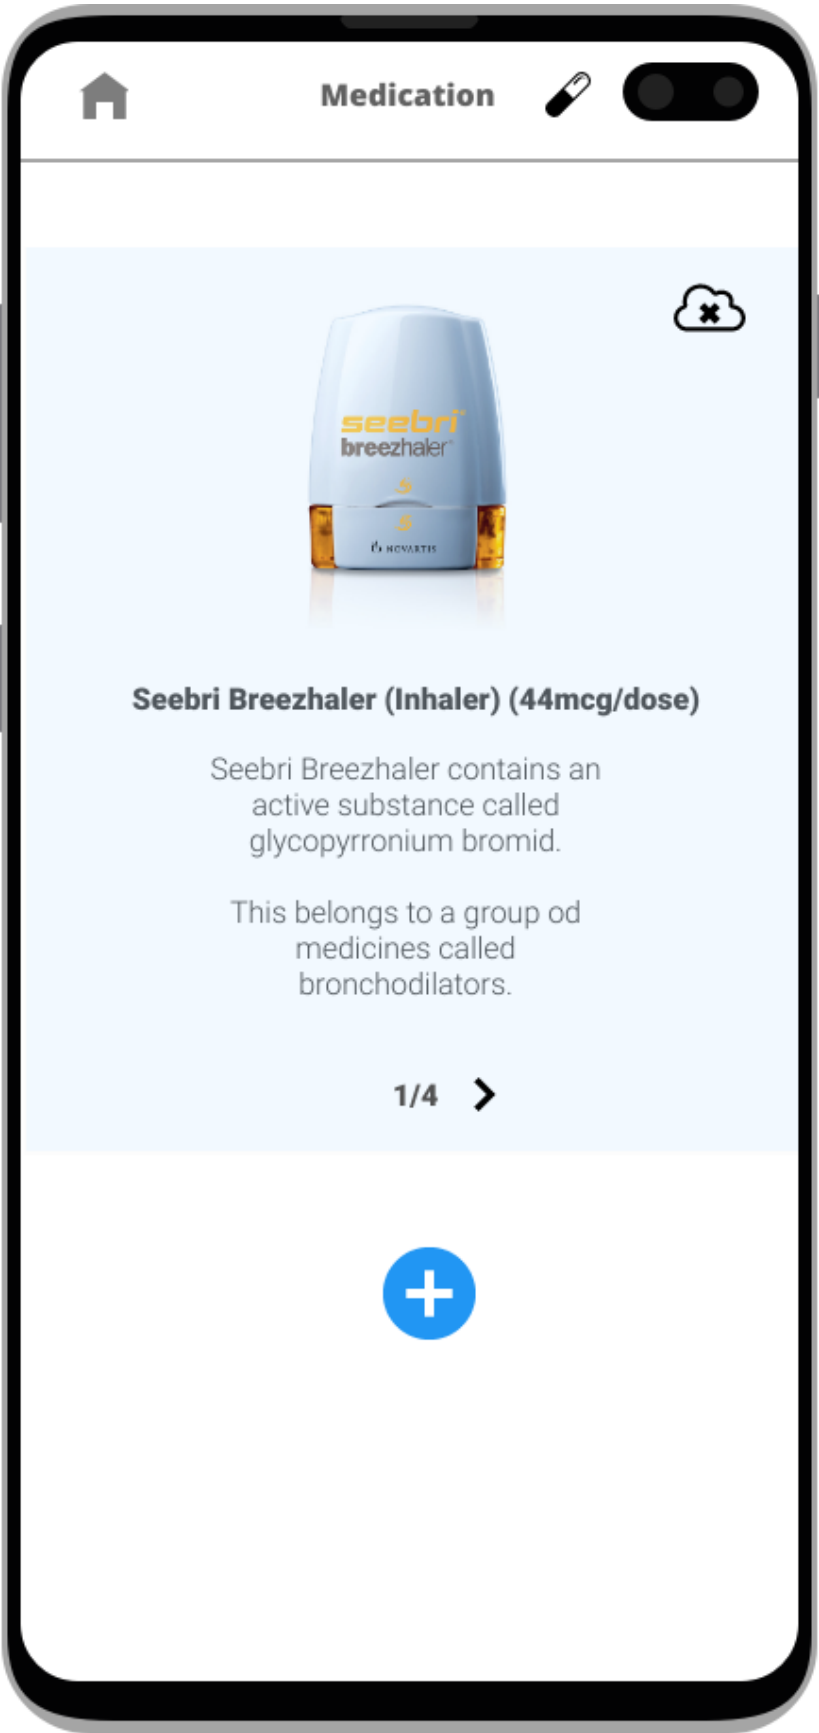 Medication
seebri
breezhaler
NOVARTIS
Seebri Breezhaler (Inhaler) (44mcg/dose)
Seebri Breezhaler contains an
active substance called
glycopyrronium bromid.
This belongs to a group od
medicines called
bronchodilators.
1/4